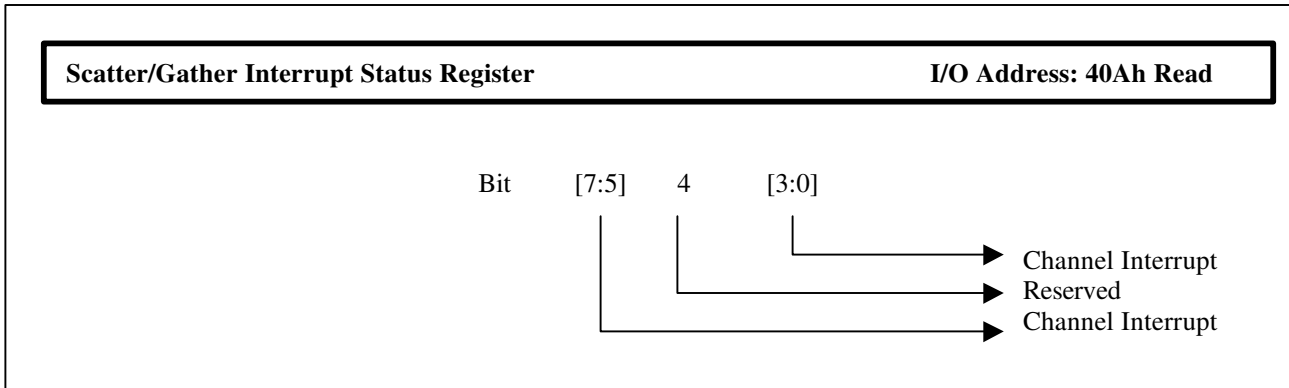 Scatter/Gather Interrupt Status Register I/O Address: 40Ah Read
Bit [7:5] 4 [3:0]
Channel Interrupt
Reserved
Channel Interrupt